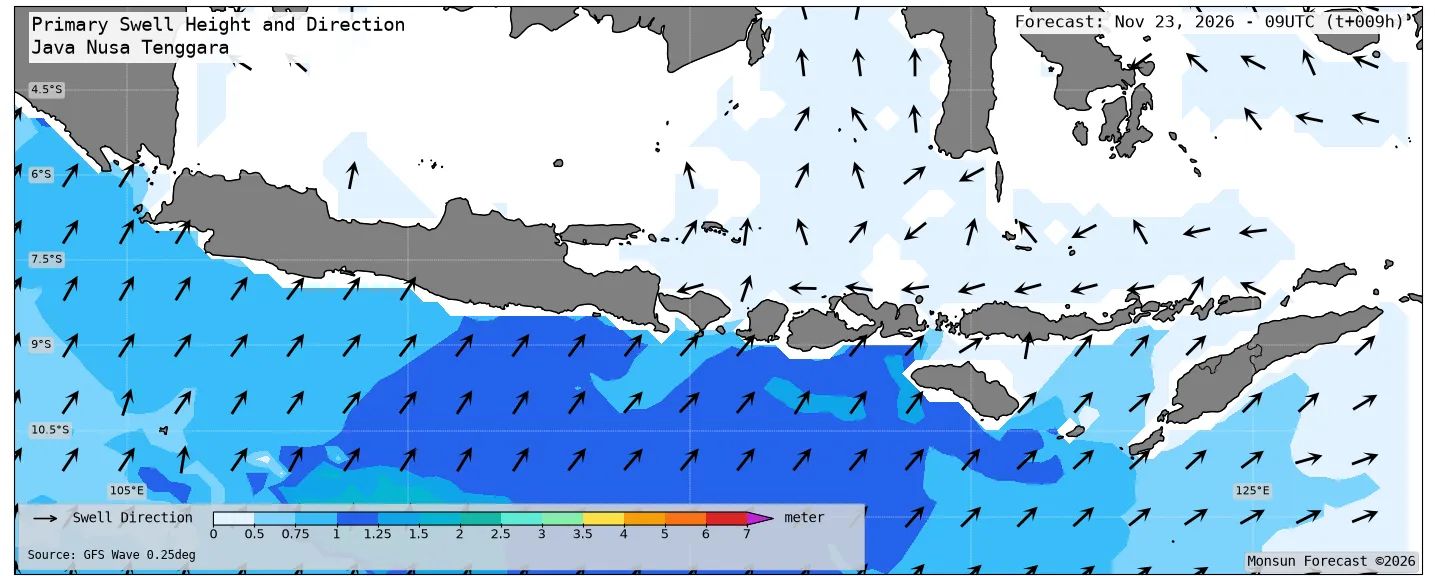 Primary Swell Height and Direction
Java Nusa Tenggara
Forecast: Nov 23, 2026 - 09UTC (t+009h)
4.5°S
6°S
7.5°S
9°S
10.5°S
105°E
125°E
Swell Direction
0 0.5 0.75 1 1.25 1.5 2 2.5 3 3.5 4 5 6 7
meter
Source: GFS Wave 0.25deg
Monsun Forecast ©2026